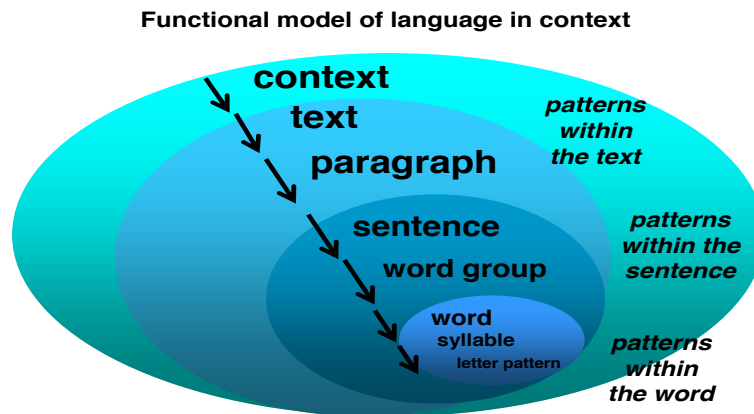 Functional model of language in context
context
text
paragraph
sentence
word group
word
syllable
letter pattern
patterns
within
the text
patterns
within the
sentence
patterns
within
the word